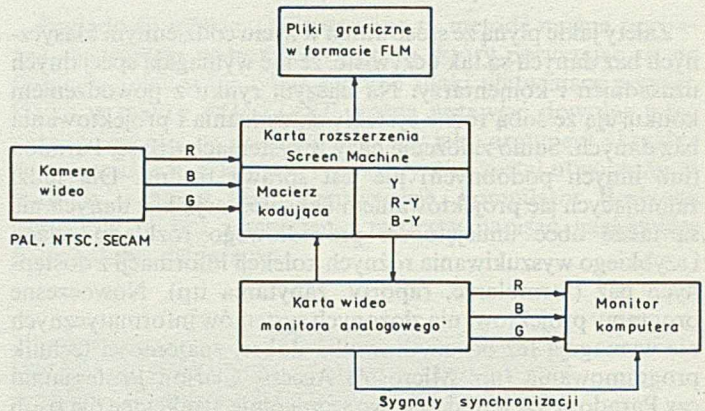 Pliki graficzne
w formacie FLM
Karta rozszerzenia
Screen Machine
Kamera
wideo
R
B
G
Macierz
kodująca
Y
R-Y
B-Y
PAL, NTSC, SECAM
Karta wideo
monitora analogowego
R
B
G
Monitor
komputera
Sygnały synchronizacji